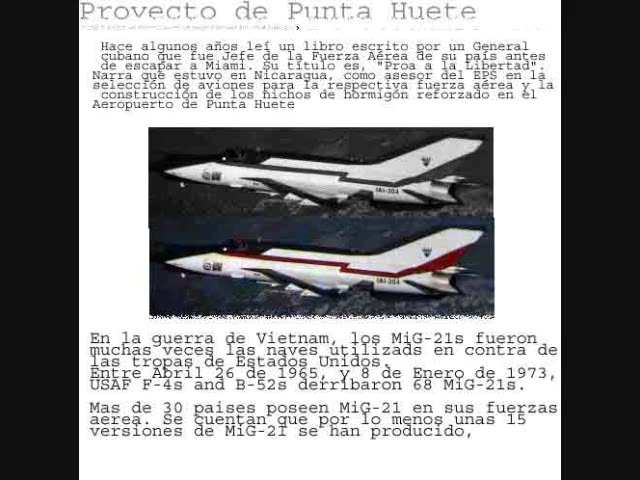 Proyecto de Punta Huete
Hace algunos años leí un libro escrito por un General
cubano que fue Jefe de la Fuerza Aérea de su país antes
de escapar a Miami. Su título es, "Proa a la Libertad".
Narra que estuvo en Nicaragua, como asesor del EPS en la
selección de aviones para la respectiva fuerza aérea y la
construcción de los nichos de hormigón reforzado en el
Aeropuerto de Punta Huete
En la guerra de Vietnam, los MiG-21s fueron
muchas veces las naves utilizads en contra de
las tropas de Estados Unidos.
Entre Abril 26 de 1965, y 8 de Enero de 1973,
USAF F-4s and B-52s derribaron 68 MiG-21s.
Mas de 30 paises poseen MiG-21 en sus fuerzas
aerea. Se cuentan que por lo menos unas 15
versiones de MiG-21 se han producido,